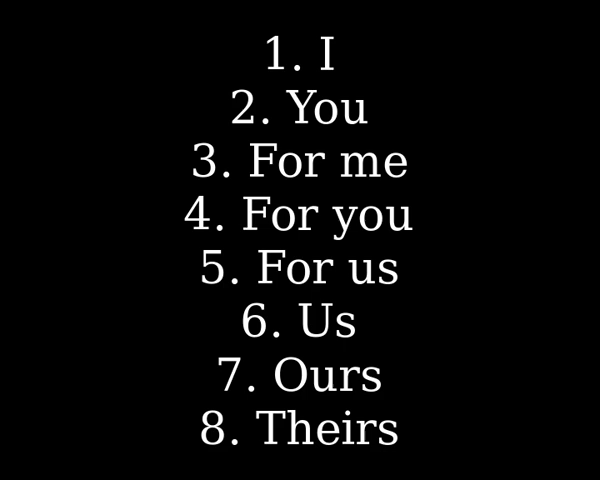 1. I
2. You
3. For me
4. For you
5. For us
6. Us
7. Ours
8. Theirs